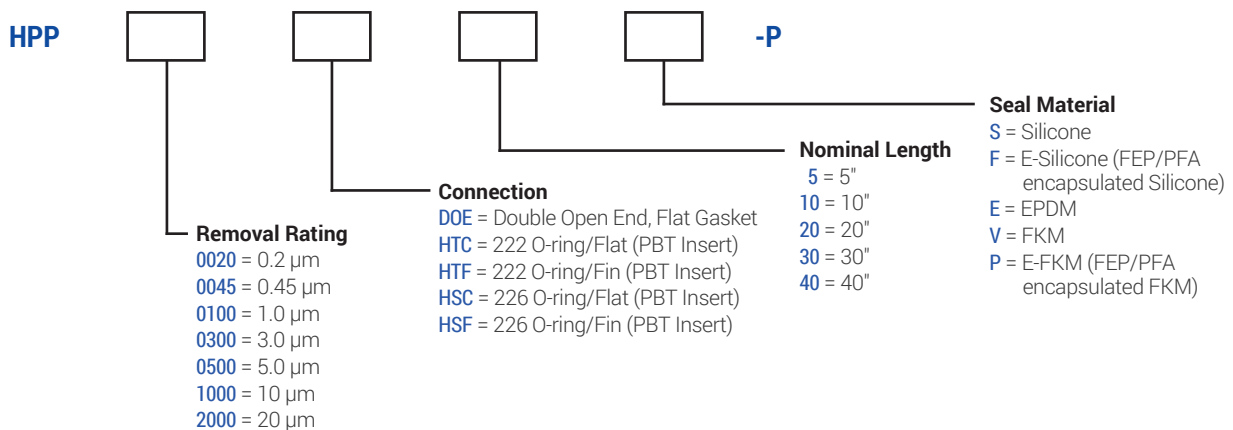 HPP -P
Removal Rating
0020 = 0.2 µm
0045 = 0.45 µm
0100 = 1.0 µm
0300 = 3.0 µm
0500 = 5.0 µm
1000 = 10 µm
2000 = 20 µm
Connection
DOE = Double Open End, Flat Gasket
HTC = 222 O-ring/Flat (PBT Insert)
HTF = 222 O-ring/Fin (PBT Insert)
HSC = 226 O-ring/Flat (PBT Insert)
HSF = 226 O-ring/Fin (PBT Insert)
Nominal Length
5 = 5"
10 = 10"
20 = 20"
30 = 30"
40 = 40"
Seal Material
S = Silicone
F = E-Silicone (FEP/PFA
encapsulated Silicone)
E = EPDM
V = FKM
P = E-FKM (FEP/PFA
encapsulated FKM)